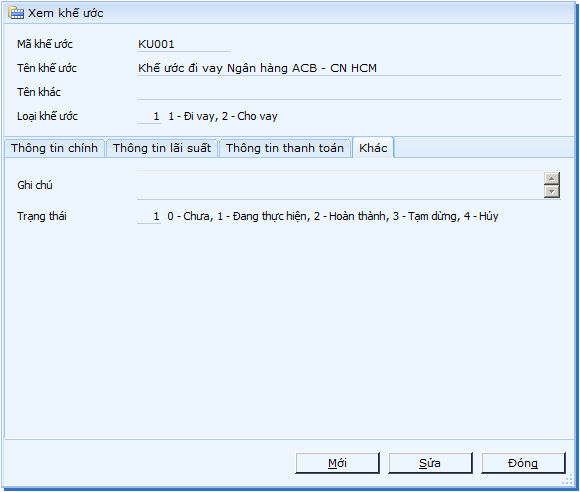 Xem khế ước
Mã khế ước KU001
Tên khế ước Khế ước đi vay Ngân hàng ACB - CN HCM
Tên khác
Loại khế ước 1 1 - Đi vay, 2 - Cho vay
Thông tin chính Thông tin lãi suất Thông tin thanh toán Khác
Ghi chú
Trạng thái 1 0 - Chưa, 1 - Đang thực hiện, 2 - Hoàn thành, 3 - Tạm dừng, 4 - Hủy
Mới Sửa Đóng